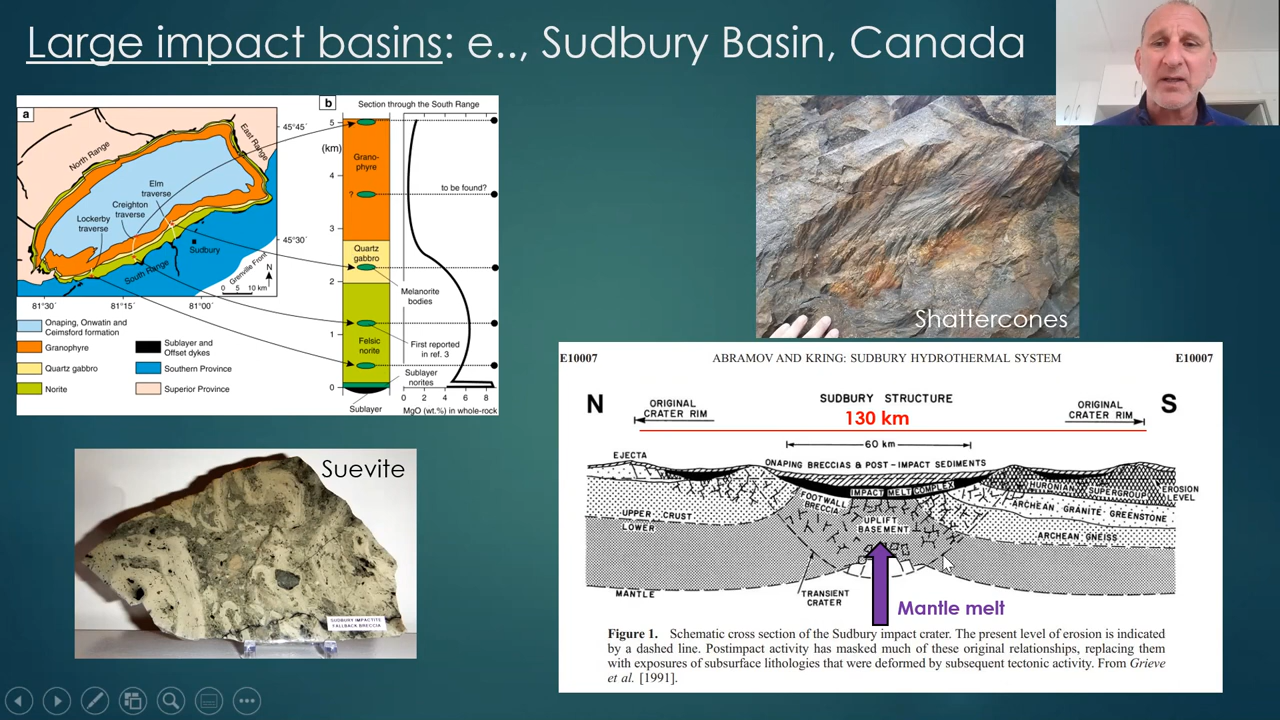 Large impact basins: e.., Sudbury Basin, Canada
a
North Range
East Range
45°45'
Elm
traverse
Creighton
traverse
Lockerby
traverse
45°30'
Sudbury
South Range
Grenville Front
N
0 5 10 km
81°30' 81°15' 81°00'
Onaping, Onwatin and
Ceimsford formation
Granophyre
Quartz gabbro
Norite
Sublayer and
Offset dykes
Southern Province
Superior Province
b
Section through the South Range
5
(km)
Grano-
phyre
4
?
to be found?
3
Quartz
gabbro
2
Melanorite
bodies
1
Felsic
norite
First reported
in ref. 3
Sublayer
norites
0
Sublayer
0 2 4 6 8
MgO (wt.%) in whole-rock
Shattercones
Suevite
SUDBURY IMPACTITE
FALLBACK BRECCIA
E10007 ABRAMOV AND KRING: SUDBURY HYDROTHERMAL SYSTEM E10007
N
SUDBURY STRUCTURE
S
ORIGINAL
CRATER RIM
130 km
ORIGINAL
CRATER RIM
60 km
EJECTA
ONAPING BRECCIAS & POST-IMPACT SEDIMENTS
IMPACT MELT COMPLEX
HURONIAN SUPERGROUP
EROSION
LEVEL
FOOTWALL
BRECCIA
UPPER CRUST
LOWER
UPLIFT
BASEMENT
ARCHEAN GRANITE GREENSTONE
ARCHEAN GNEISS
MANTLE
TRANSIENT
CRATER
Mantle melt
Figure 1. Schematic cross section of the Sudbury impact crater. The present level of erosion is indicated
by a dashed line. Postimpact activity has masked much of these original relationships, replacing them
with exposures of subsurface lithologies that were deformed by subsequent tectonic activity. From Grieve
et al. [1991].